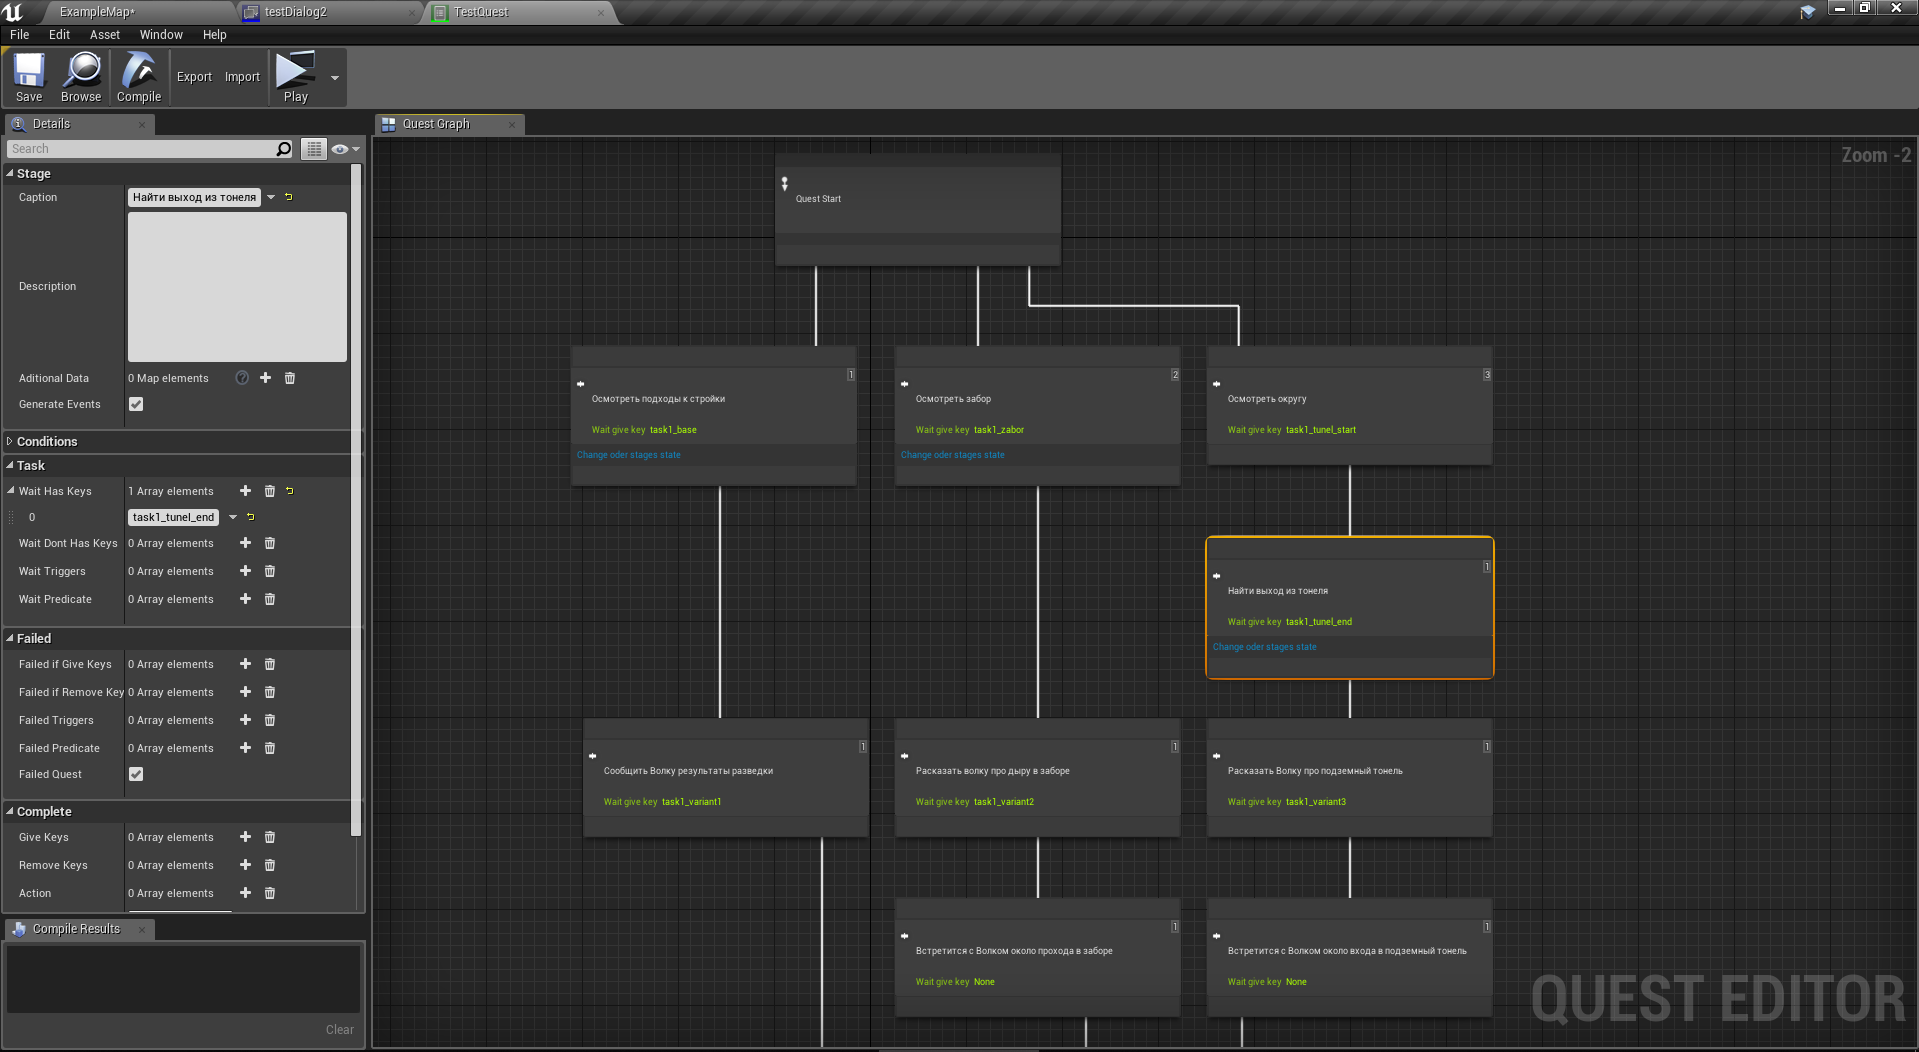 ExampleMap*
testDialog2
TestQuest
File Edit Asset Window Help
Save Browse Compile Export Import Play
Details
Quest Graph
Search
Zoom -2
Stage
Caption Найти выход из тонеля
Description
Aditional Data 0 Map elements
Generate Events
Conditions
Task
Wait Has Keys 1 Array elements
0 task1_tunel_end
Wait Dont Has Keys 0 Array elements
Wait Triggers 0 Array elements
Wait Predicate 0 Array elements
Failed
Failed if Give Keys 0 Array elements
Failed if Remove Key 0 Array elements
Failed Triggers 0 Array elements
Failed Predicate 0 Array elements
Failed Quest
Complete
Give Keys 0 Array elements
Remove Keys 0 Array elements
Action 0 Array elements
Compile Results
Clear
Quest Start
1
Осмотреть подходы к стройки
Wait give key task1_base
Change oder stages state
2
Осмотреть забор
Wait give key task1_zabor
Change oder stages state
3
Осмотреть округу
Wait give key task1_tunel_start
1
Найти выход из тонеля
Wait give key task1_tunel_end
Change oder stages state
1
Сообщить Волку результаты разведки
Wait give key task1_variant1
1
Расказать волку про дыру в заборе
Wait give key task1_variant2
1
Расказать Волку про подземный тонель
Wait give key task1_variant3
1
Встретится с Волком около прохода в заборе
Wait give key None
1
Встретится с Волком около входа в подземный тонель
Wait give key None
QUEST EDITOR